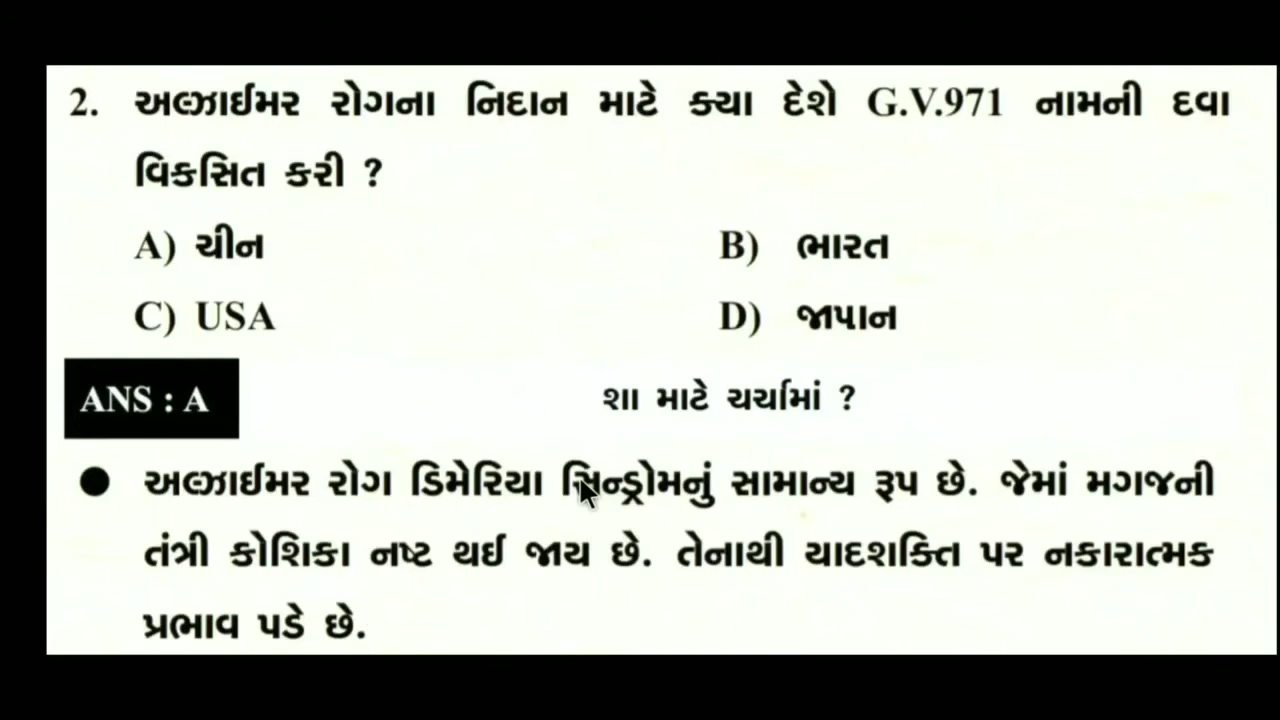 2. અલ્ઝાઈમર રોગના નિદાન માટે ક્યા દેશે G.V.971 નામની દવા
વિકસિત કરી ?
A) ચીન B) ભારત
C) USA D) જાપાન
ANS : A શા માટે ચર્ચામાં ?
● અલ્ઝાઈમર રોગ ડિમેરિયા સિન્ડ્રોમનું સામાન્ય રૂપ છે. જેમાં મગજની
તંત્રી કોશિકા નષ્ટ થઈ જાય છે. તેનાથી યાદશક્તિ પર નકારાત્મક
પ્રભાવ પડે છે.